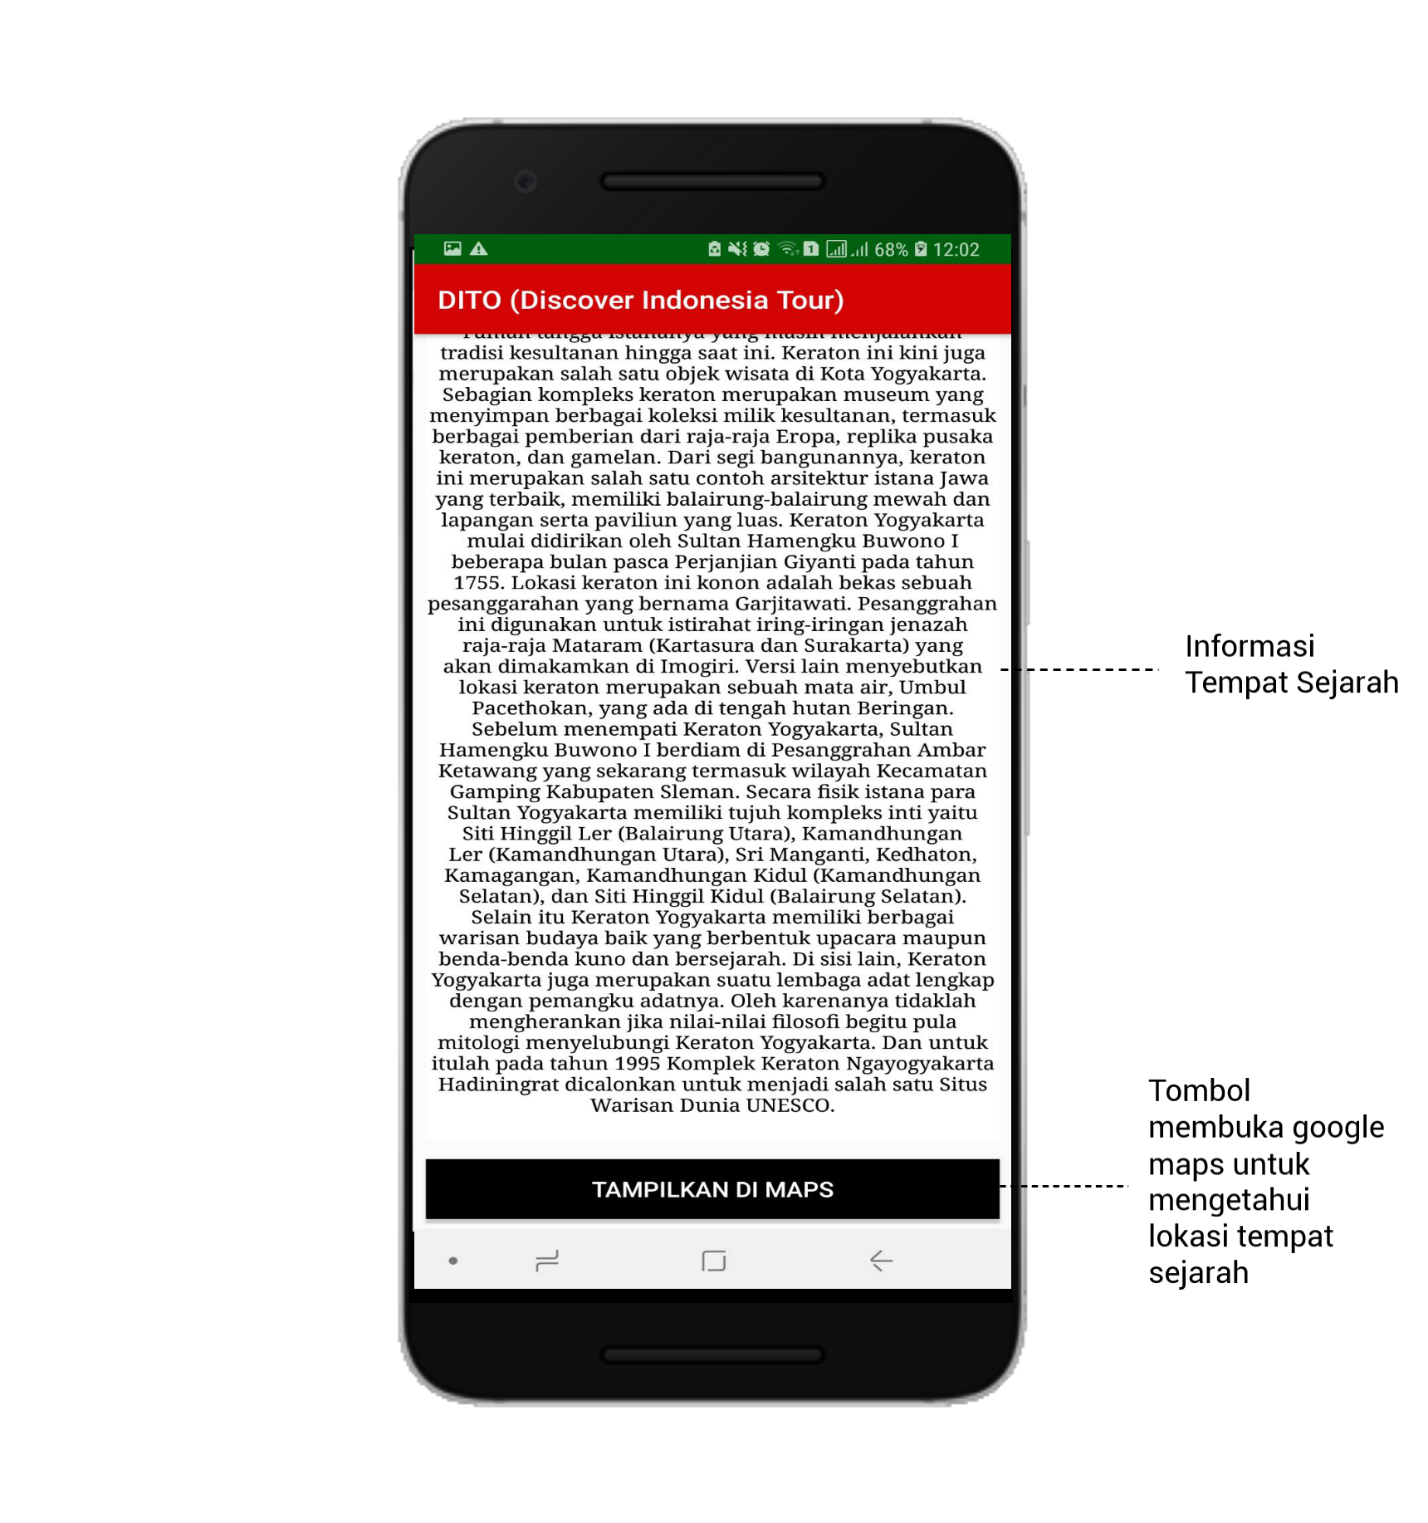 68% 12:02
DITO (Discover Indonesia Tour)
tradisi kesultanan hingga saat ini. Keraton ini kini juga
merupakan salah satu objek wisata di Kota Yogyakarta.
Sebagian kompleks keraton merupakan museum yang
menyimpan berbagai koleksi milik kesultanan, termasuk
berbagai pemberian dari raja-raja Eropa, replika pusaka
keraton, dan gamelan. Dari segi bangunannya, keraton
ini merupakan salah satu contoh arsitektur istana Jawa
yang terbaik, memiliki balairung-balairung mewah dan
lapangan serta paviliun yang luas. Keraton Yogyakarta
mulai didirikan oleh Sultan Hamengku Buwono I
beberapa bulan pasca Perjanjian Giyanti pada tahun
1755. Lokasi keraton ini konon adalah bekas sebuah
pesanggarahan yang bernama Garjitawati. Pesanggrahan
ini digunakan untuk istirahat iring-iringan jenazah
raja-raja Mataram (Kartasura dan Surakarta) yang
akan dimakamkan di Imogiri. Versi lain menyebutkan
lokasi keraton merupakan sebuah mata air, Umbul
Pacethokan, yang ada di tengah hutan Beringan.
Sebelum menempati Keraton Yogyakarta, Sultan
Hamengku Buwono I berdiam di Pesanggrahan Ambar
Ketawang yang sekarang termasuk wilayah Kecamatan
Gamping Kabupaten Sleman. Secara fisik istana para
Sultan Yogyakarta memiliki tujuh kompleks inti yaitu
Siti Hinggil Ler (Balairung Utara), Kamandhungan
Ler (Kamandhungan Utara), Sri Manganti, Kedhaton,
Kamagangan, Kamandhungan Kidul (Kamandhungan
Selatan), dan Siti Hinggil Kidul (Balairung Selatan).
Selain itu Keraton Yogyakarta memiliki berbagai
warisan budaya baik yang berbentuk upacara maupun
benda-benda kuno dan bersejarah. Di sisi lain, Keraton
Yogyakarta juga merupakan suatu lembaga adat lengkap
dengan pemangku adatnya. Oleh karenanya tidaklah
mengherankan jika nilai-nilai filosofi begitu pula
mitologi menyelubungi Keraton Yogyakarta. Dan untuk
itulah pada tahun 1995 Komplek Keraton Ngayogyakarta
Hadiningrat dicalonkan untuk menjadi salah satu Situs
Warisan Dunia UNESCO.
TAMPILKAN DI MAPS
Informasi
Tempat Sejarah
Tombol
membuka google
maps untuk
mengetahui
lokasi tempat
sejarah